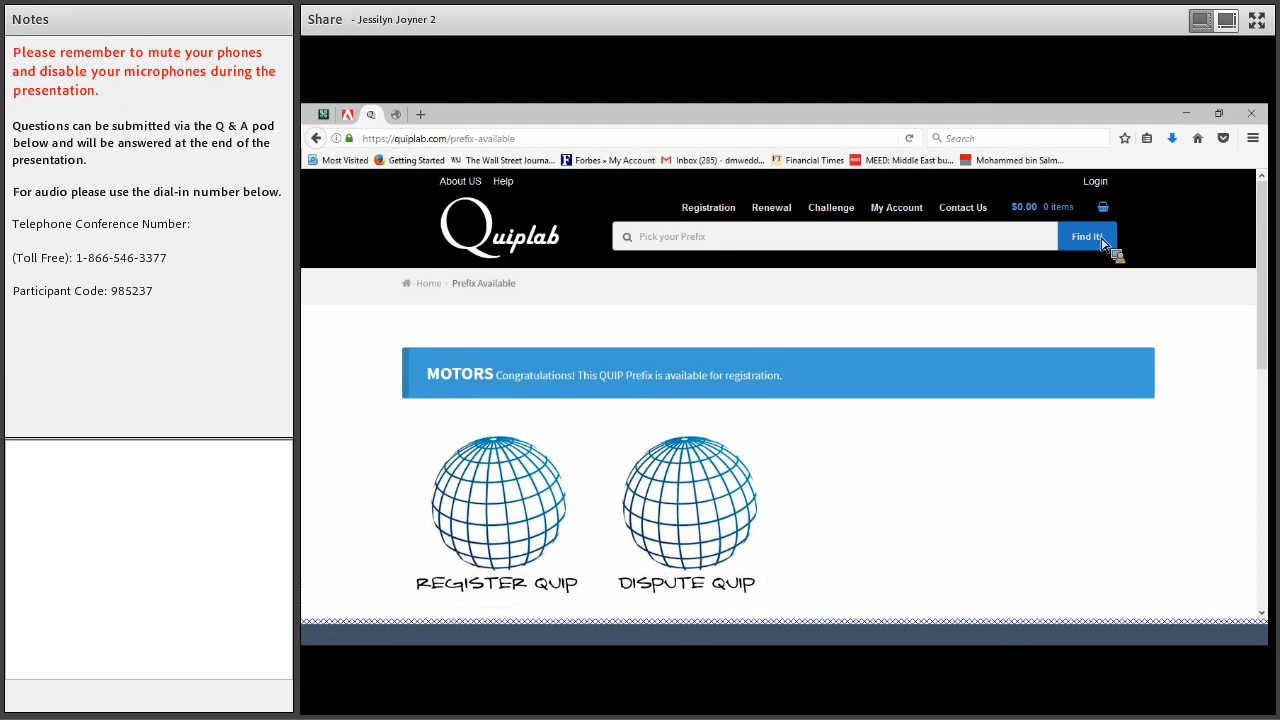 Notes
Please remember to mute your phones
and disable your microphones during the
presentation.
Questions can be submitted via the Q & A pod
below and will be answered at the end of the
presentation.
For audio please use the dial-in number below.
Telephone Conference Number:
(Toll Free): 1-866-546-3377
Participant Code: 985237
Share - Jessilyn Joyner 2
https://quiplab.com/prefix-available
Search
Most Visited Getting Started The Wall Street Journa... Forbes » My Account Inbox (285) - dmwedd... Financial Times MEED: Middle East bu... Mohammed bin Salm...
About US Help Login
Registration Renewal Challenge My Account Contact Us $0.00 0 items
Quiplab
Pick your Prefix Find It!
Home › Prefix Available
MOTORS Congratulations! This QUIP Prefix is available for registration.
REGISTER QUIP DISPUTE QUIP